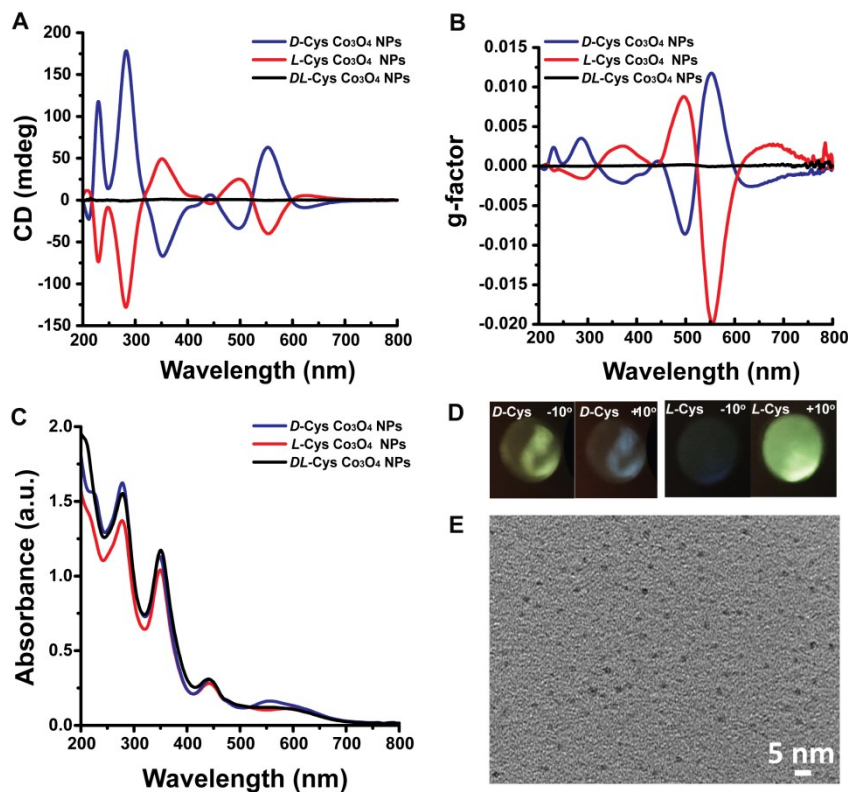 A
D-Cys Co₃O₄ NPs
L-Cys Co₃O₄ NPs
DL-Cys Co₃O₄ NPs
CD (mdeg)
200
150
100
50
0
-50
-100
-150
200 300 400 500 600 700 800
Wavelength (nm)
B
D-Cys Co₃O₄ NPs
L-Cys Co₃O₄ NPs
DL-Cys Co₃O₄ NPs
g-factor
0.015
0.010
0.005
0.000
-0.005
-0.010
-0.015
-0.020
200 300 400 500 600 700 800
Wavelength (nm)
C
D-Cys Co₃O₄ NPs
L-Cys Co₃O₄ NPs
DL-Cys Co₃O₄ NPs
Absorbance (a.u.)
2.0
1.5
1.0
0.5
0.0
200 300 400 500 600 700 800
Wavelength (nm)
D
D-Cys -10°
D-Cys +10°
L-Cys -10°
L-Cys +10°
E
5 nm